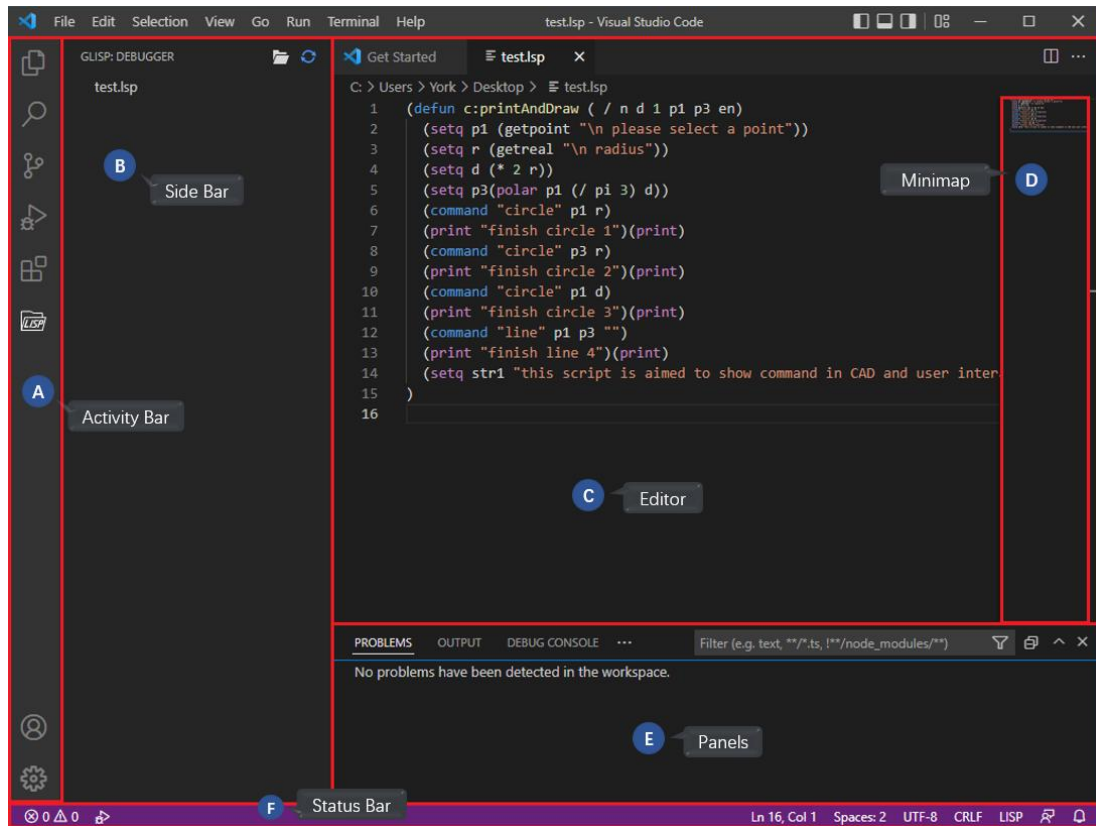 File Edit Selection View Go Run Terminal Help test.lsp - Visual Studio Code
GLISP: DEBUGGER
test.lsp
B
Side Bar
LISP
A
Activity Bar
Get Started test.lsp
C: > Users > York > Desktop > test.lsp
1 (defun c:printAndDraw ( / n d 1 p1 p3 en)
2 (setq p1 (getpoint "\n please select a point"))
3 (setq r (getreal "\n radius"))
4 (setq d (* 2 r))
5 (setq p3(polar p1 (/ pi 3) d))
6 (command "circle" p1 r)
7 (print "finish circle 1")(print)
8 (command "circle" p3 r)
9 (print "finish circle 2")(print)
10 (command "circle" p1 d)
11 (print "finish circle 3")(print)
12 (command "line" p1 p3 "")
13 (print "finish line 4")(print)
14 (setq str1 "this script is aimed to show command in CAD and user inter
15 )
16
Minimap D
C Editor
PROBLEMS OUTPUT DEBUG CONSOLE ... Filter (e.g. text, **/*.ts, !**/node_modules/**)
No problems have been detected in the workspace.
E Panels
F Status Bar
0 0 Ln 16, Col 1 Spaces: 2 UTF-8 CRLF LISP